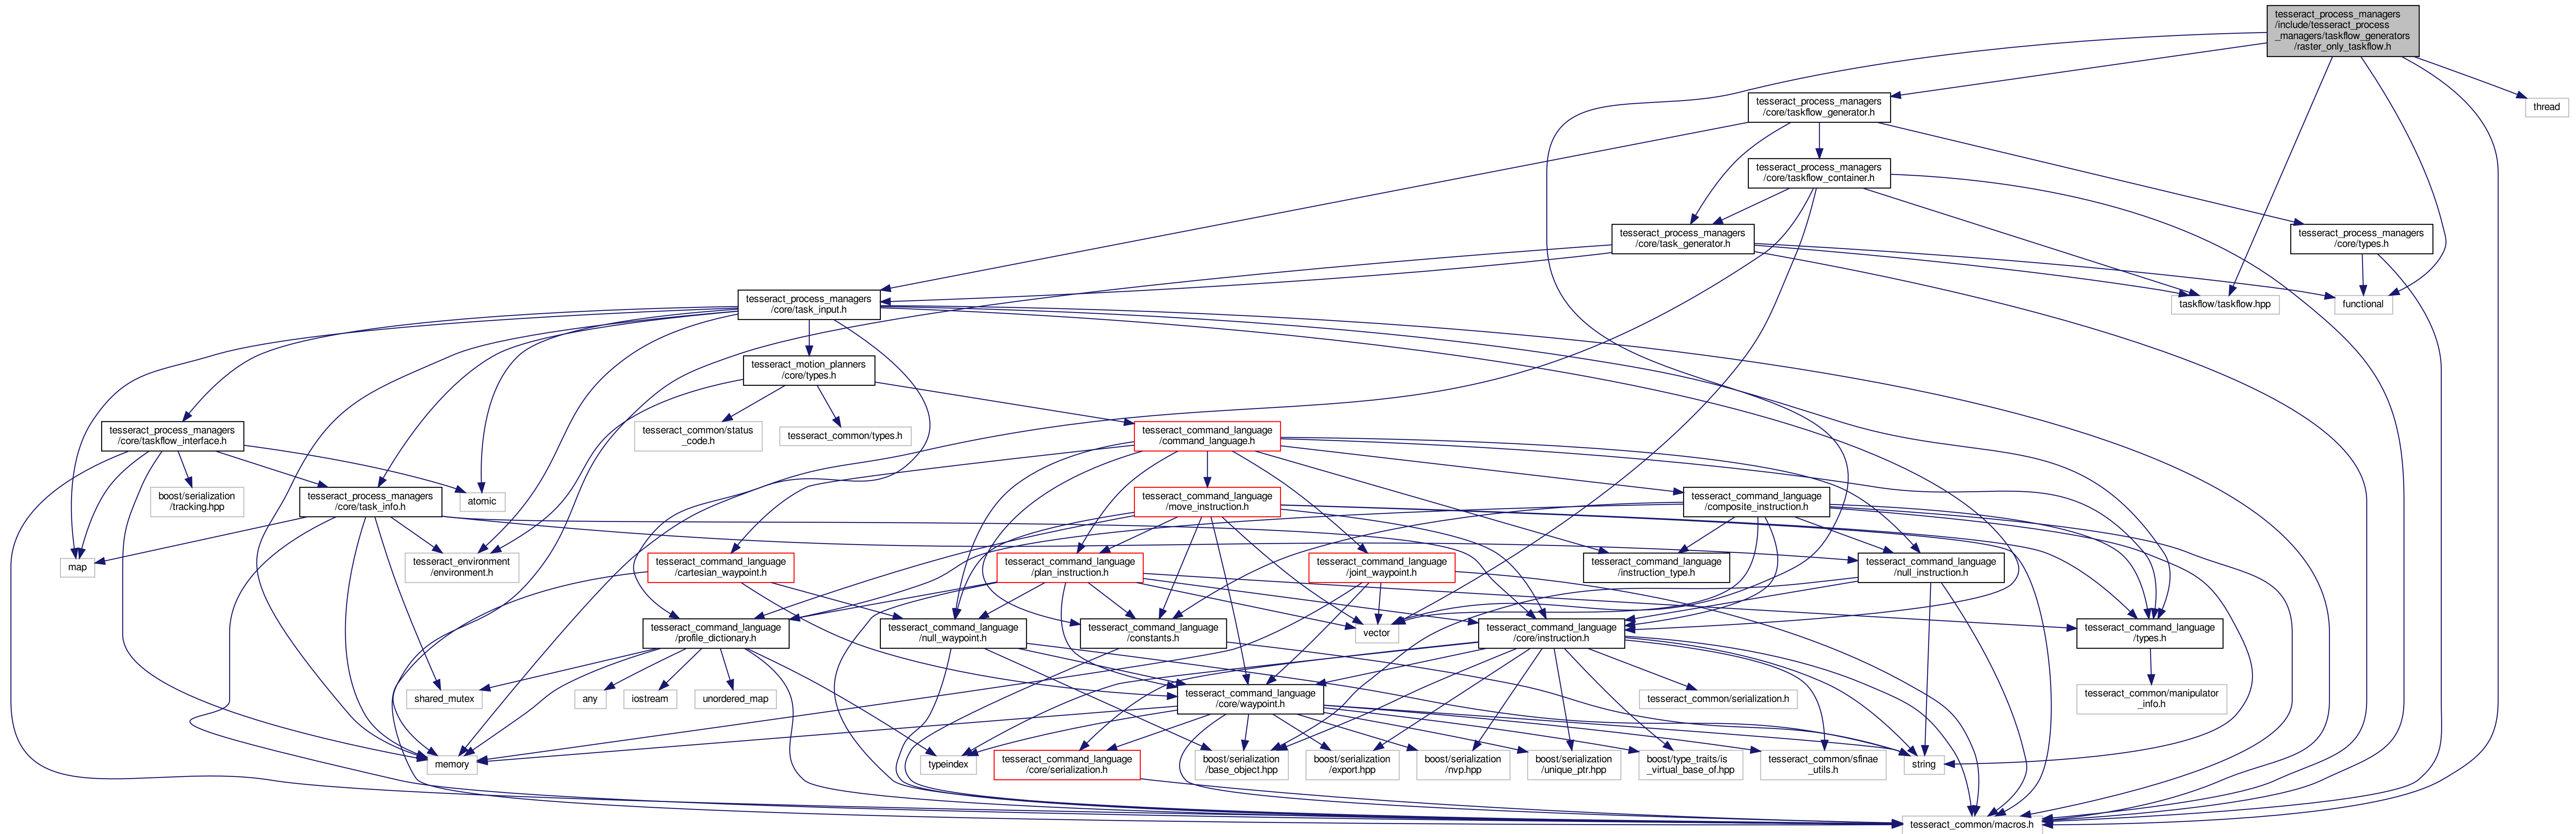 tesseract_process_managers
/include/tesseract_process
_managers/taskflow_generators
/raster_only_taskflow.h
tesseract_process_managers
/core/taskflow_generator.h
thread
tesseract_process_managers
/core/taskflow_container.h
tesseract_process_managers
/core/task_generator.h
tesseract_process_managers
/core/types.h
tesseract_process_managers
/core/task_input.h
taskflow/taskflow.hpp
functional
tesseract_motion_planners
/core/types.h
tesseract_process_managers
/core/taskflow_interface.h
tesseract_common/status
_code.h
tesseract_common/types.h
tesseract_command_language
/command_language.h
boost/serialization
/tracking.hpp
tesseract_process_managers
/core/task_info.h
atomic
tesseract_command_language
/move_instruction.h
tesseract_command_language
/composite_instruction.h
map
tesseract_environment
/environment.h
tesseract_command_language
/cartesian_waypoint.h
tesseract_command_language
/plan_instruction.h
tesseract_command_language
/joint_waypoint.h
tesseract_command_language
/instruction_type.h
tesseract_command_language
/null_instruction.h
tesseract_command_language
/profile_dictionary.h
tesseract_command_language
/null_waypoint.h
tesseract_command_language
/constants.h
vector
tesseract_command_language
/core/instruction.h
tesseract_command_language
/types.h
shared_mutex
any
iostream
unordered_map
tesseract_command_language
/core/waypoint.h
tesseract_common/serialization.h
tesseract_common/manipulator
_info.h
memory
typeindex
tesseract_command_language
/core/serialization.h
boost/serialization
/base_object.hpp
boost/serialization
/export.hpp
boost/serialization
/nvp.hpp
boost/serialization
/unique_ptr.hpp
boost/type_traits/is
_virtual_base_of.hpp
tesseract_common/sfinae
_utils.h
string
tesseract_common/macros.h